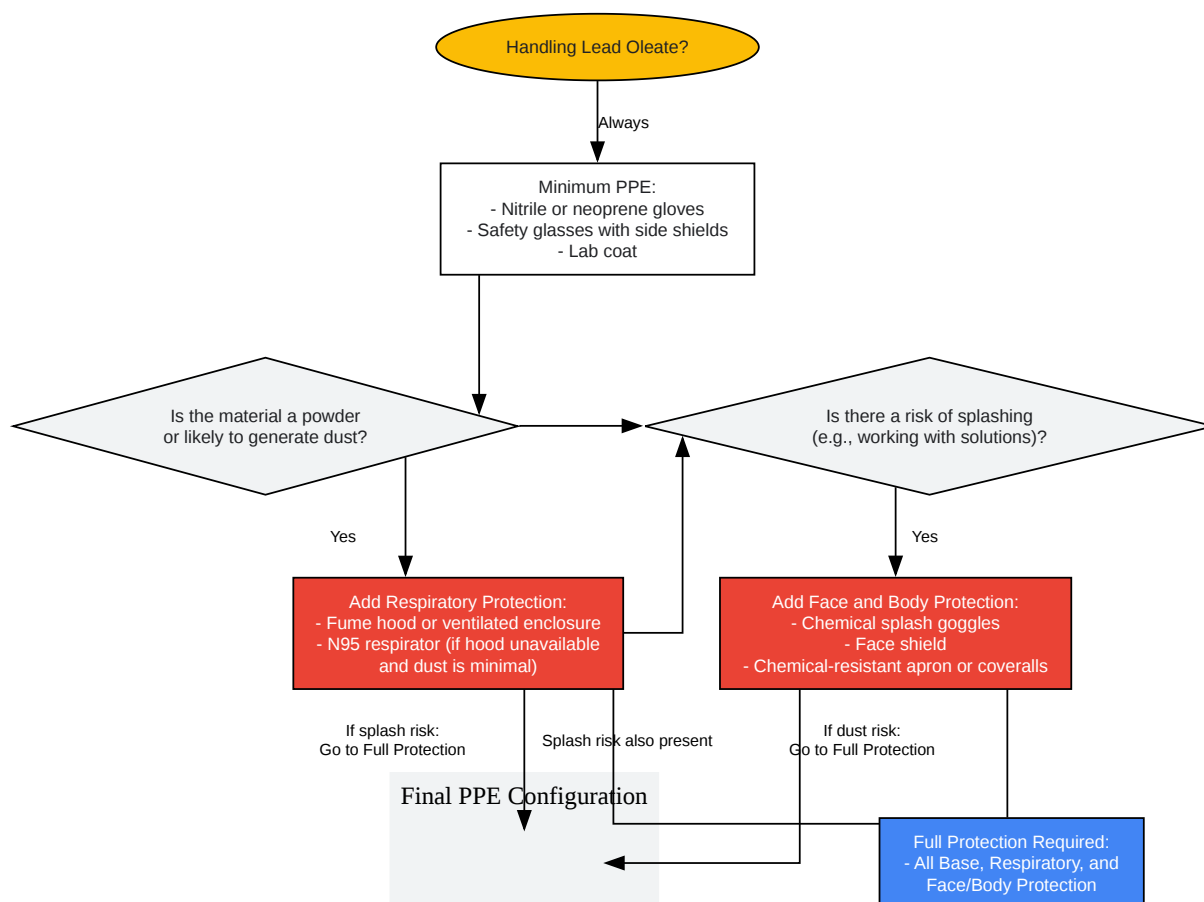 Handling Lead Oleate?
Always
Minimum PPE:
- Nitrile or neoprene gloves
- Safety glasses with side shields
- Lab coat
Is the material a powder
or likely to generate dust?
Is there a risk of splashing
(e.g., working with solutions)?
Yes
Yes
Add Respiratory Protection:
- Fume hood or ventilated enclosure
- N95 respirator (if hood unavailable
and dust is minimal)
Add Face and Body Protection:
- Chemical splash goggles
- Face shield
- Chemical-resistant apron or coveralls
If splash risk:
Go to Full Protection
Splash risk also present
If dust risk:
Go to Full Protection
Final PPE Configuration
Full Protection Required:
- All Base, Respiratory, and
Face/Body Protection